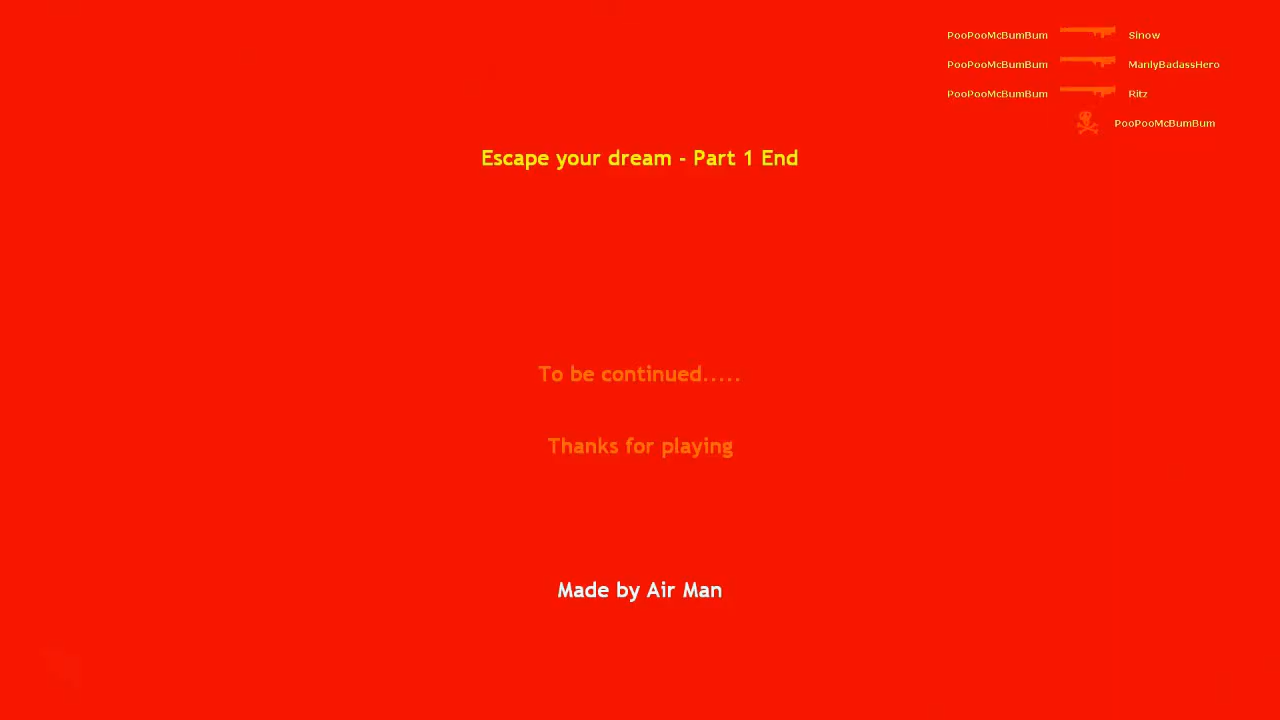 PooPooMcBumBum Sinow
PooPooMcBumBum ManlyBadassHero
PooPooMcBumBum Ritz
PooPooMcBumBum
Escape your dream - Part 1 End
To be continued.....
Thanks for playing
Made by Air Man